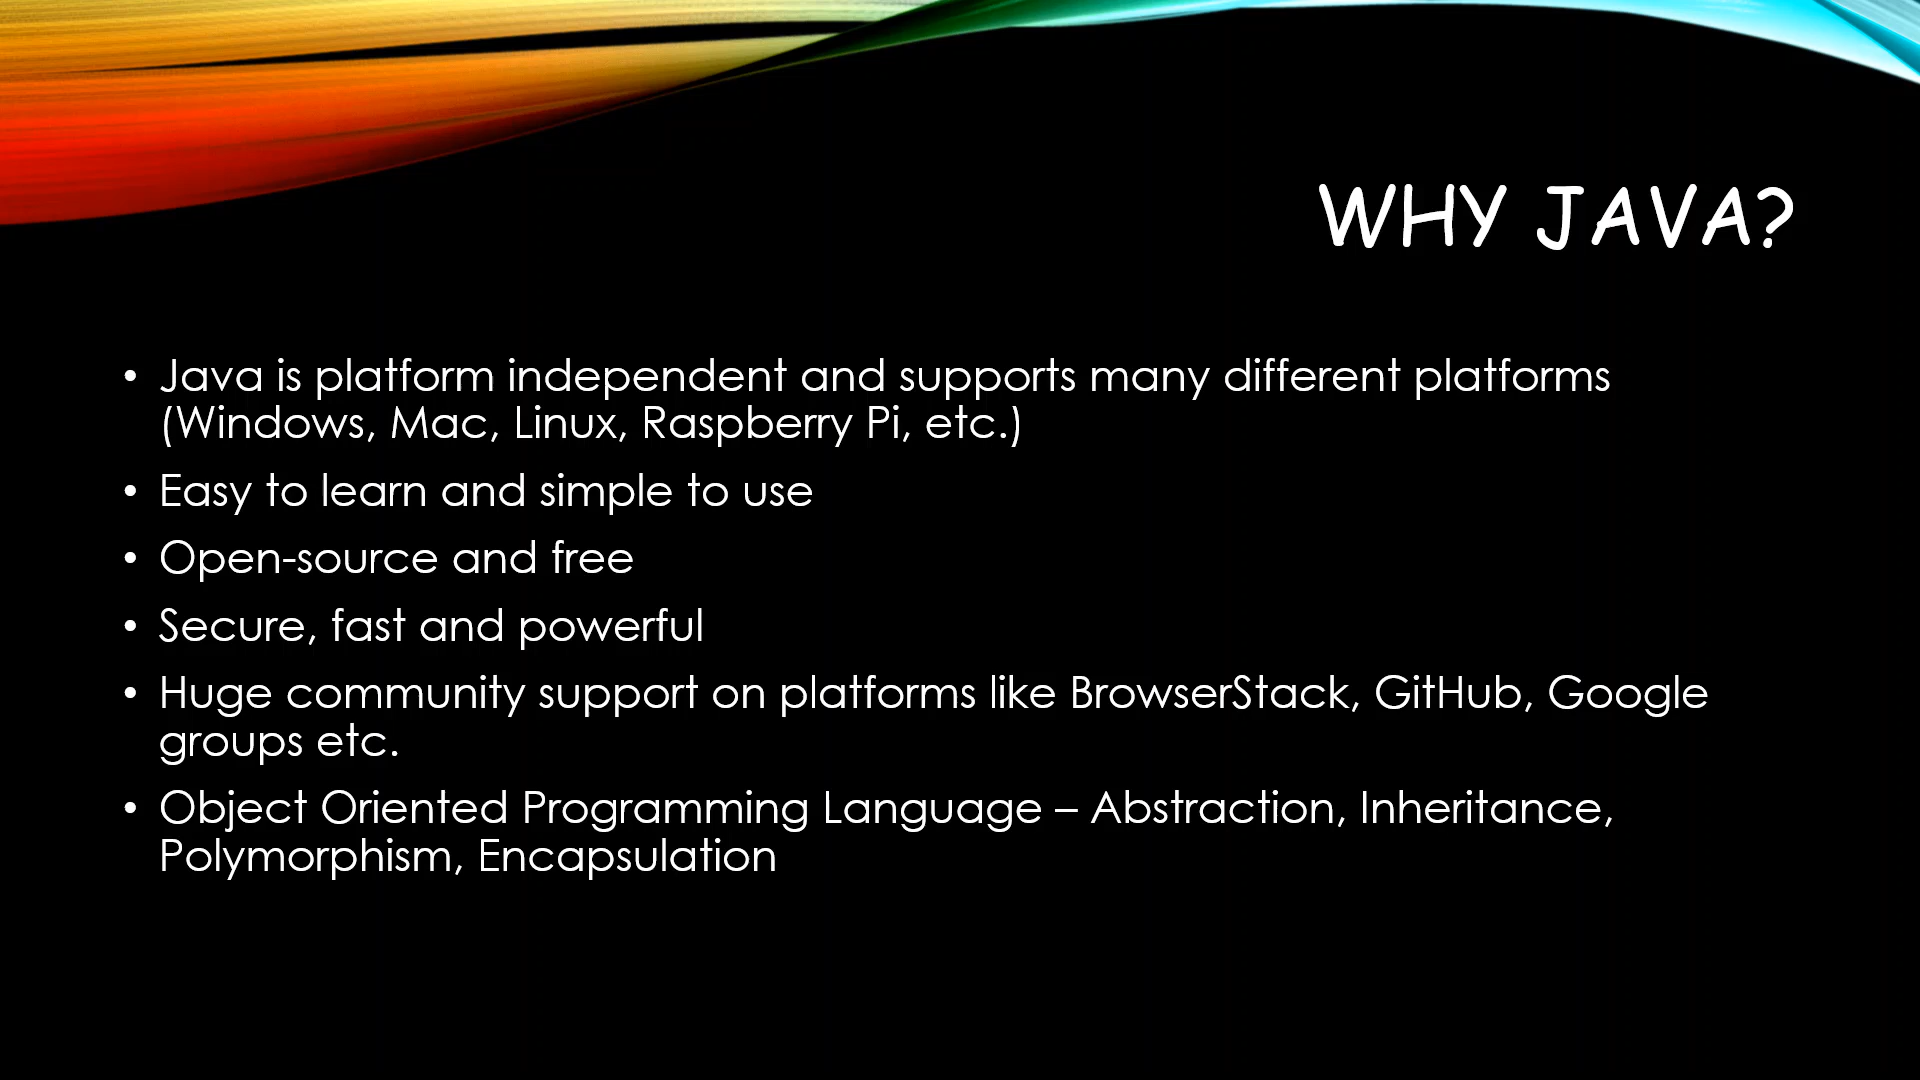 WHY JAVA?
• Java is platform independent and supports many different platforms
(Windows, Mac, Linux, Raspberry Pi, etc.)
• Easy to learn and simple to use
• Open-source and free
• Secure, fast and powerful
• Huge community support on platforms like BrowserStack, GitHub, Google
groups etc.
• Object Oriented Programming Language – Abstraction, Inheritance,
Polymorphism, Encapsulation